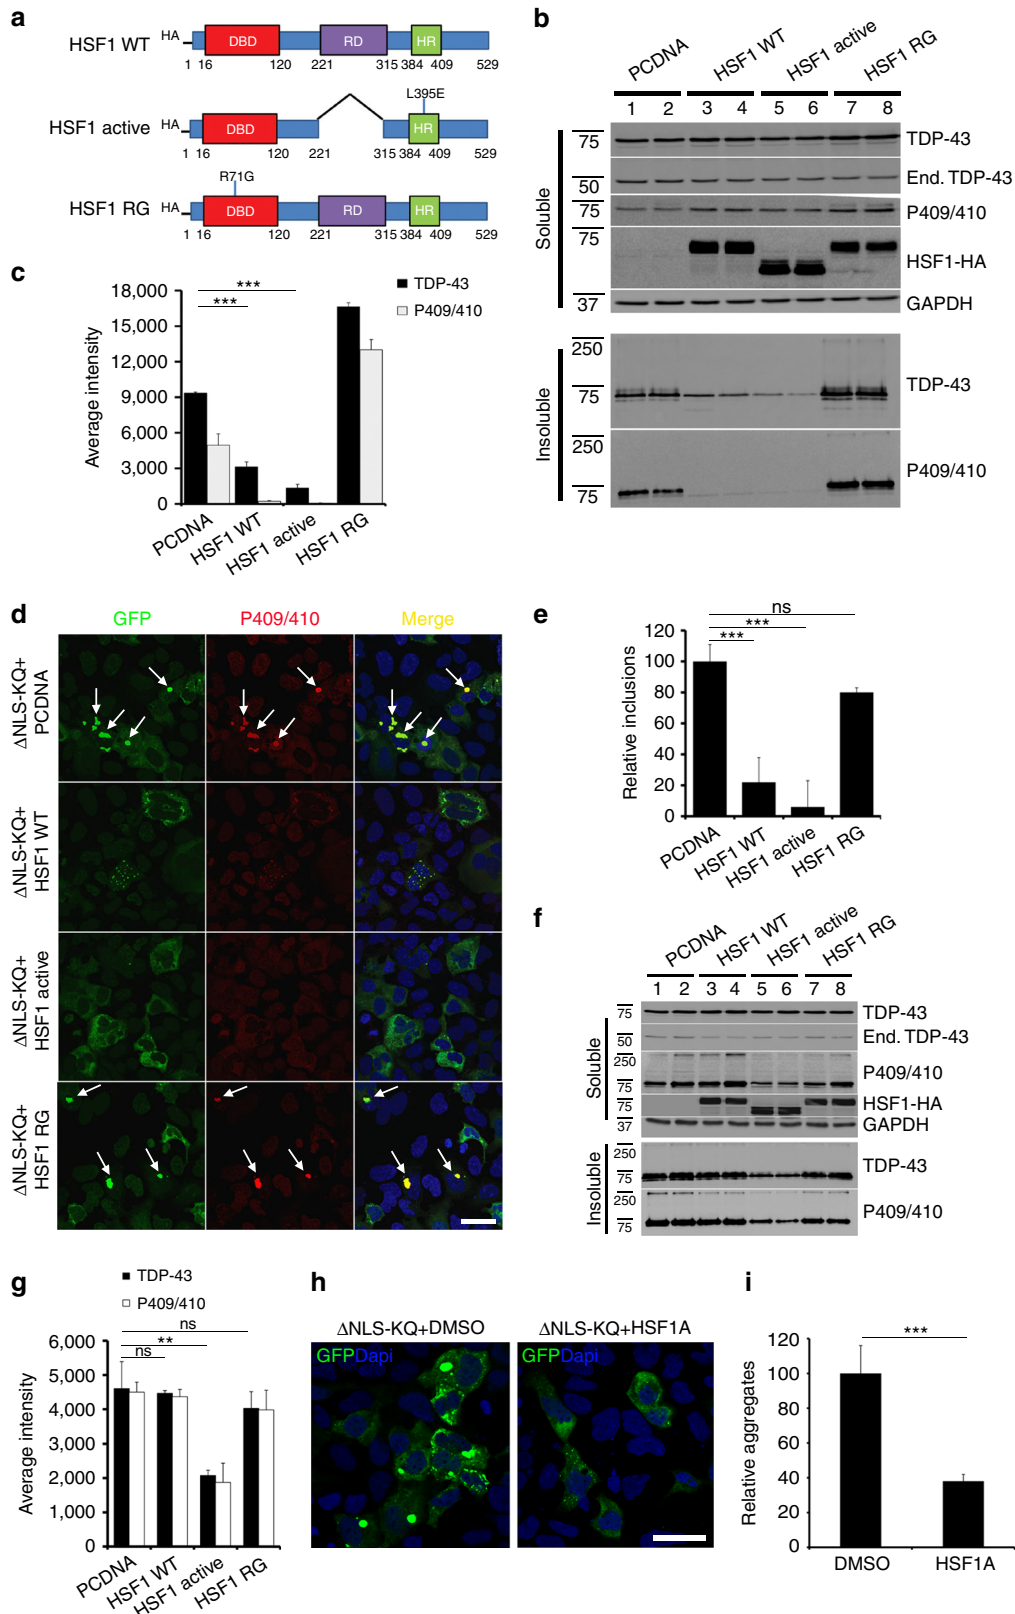 a
HSF1 WT
HA
DBD
RD
HR
1 16 120 221 315 384 409 529
HSF1 active
HA
L395E
DBD
HR
1 16 120 221 315 384 409 529
R71G
HSF1 RG
HA
DBD
RD
HR
1 16 120 221 315 384 409 529
b
PCDNA HSF1 WT HSF1 active HSF1 RG
1 2 3 4 5 6 7 8
Soluble
75 TDP-43
50 End. TDP-43
75 P409/410
75 HSF1-HA
37 GAPDH
Insoluble
250
75 TDP-43
250
75 P409/410
c
TDP-43
P409/410
*** 
***
Average intensity
18,000
15,000
12,000
9,000
6,000
3,000
0
PCDNA HSF1 WT HSF1 active HSF1 RG
d
GFP P409/410 Merge
ΔNLS-KQ+
PCDNA
ΔNLS-KQ+
HSF1 WT
ΔNLS-KQ+
HSF1 active
ΔNLS-KQ+
HSF1 RG
e
ns
***
***
Relative inclusions
120
100
80
60
40
20
0
PCDNA HSF1 WT HSF1 active HSF1 RG
f
PCDNA HSF1 WT HSF1 active HSF1 RG
1 2 3 4 5 6 7 8
Soluble
75 TDP-43
50 End. TDP-43
250
75 P409/410
75 HSF1-HA
37 GAPDH
Insoluble
250
75 TDP-43
250
75 P409/410
g
TDP-43
P409/410
ns
**
ns
Average intensity
6,000
5,000
4,000
3,000
2,000
1,000
0
PCDNA HSF1 WT HSF1 active HSF1 RG
h
ΔNLS-KQ+DMSO ΔNLS-KQ+HSF1A
GFPDapi GFPDapi
i
***
Relative aggregates
120
100
80
60
40
20
0
DMSO HSF1A